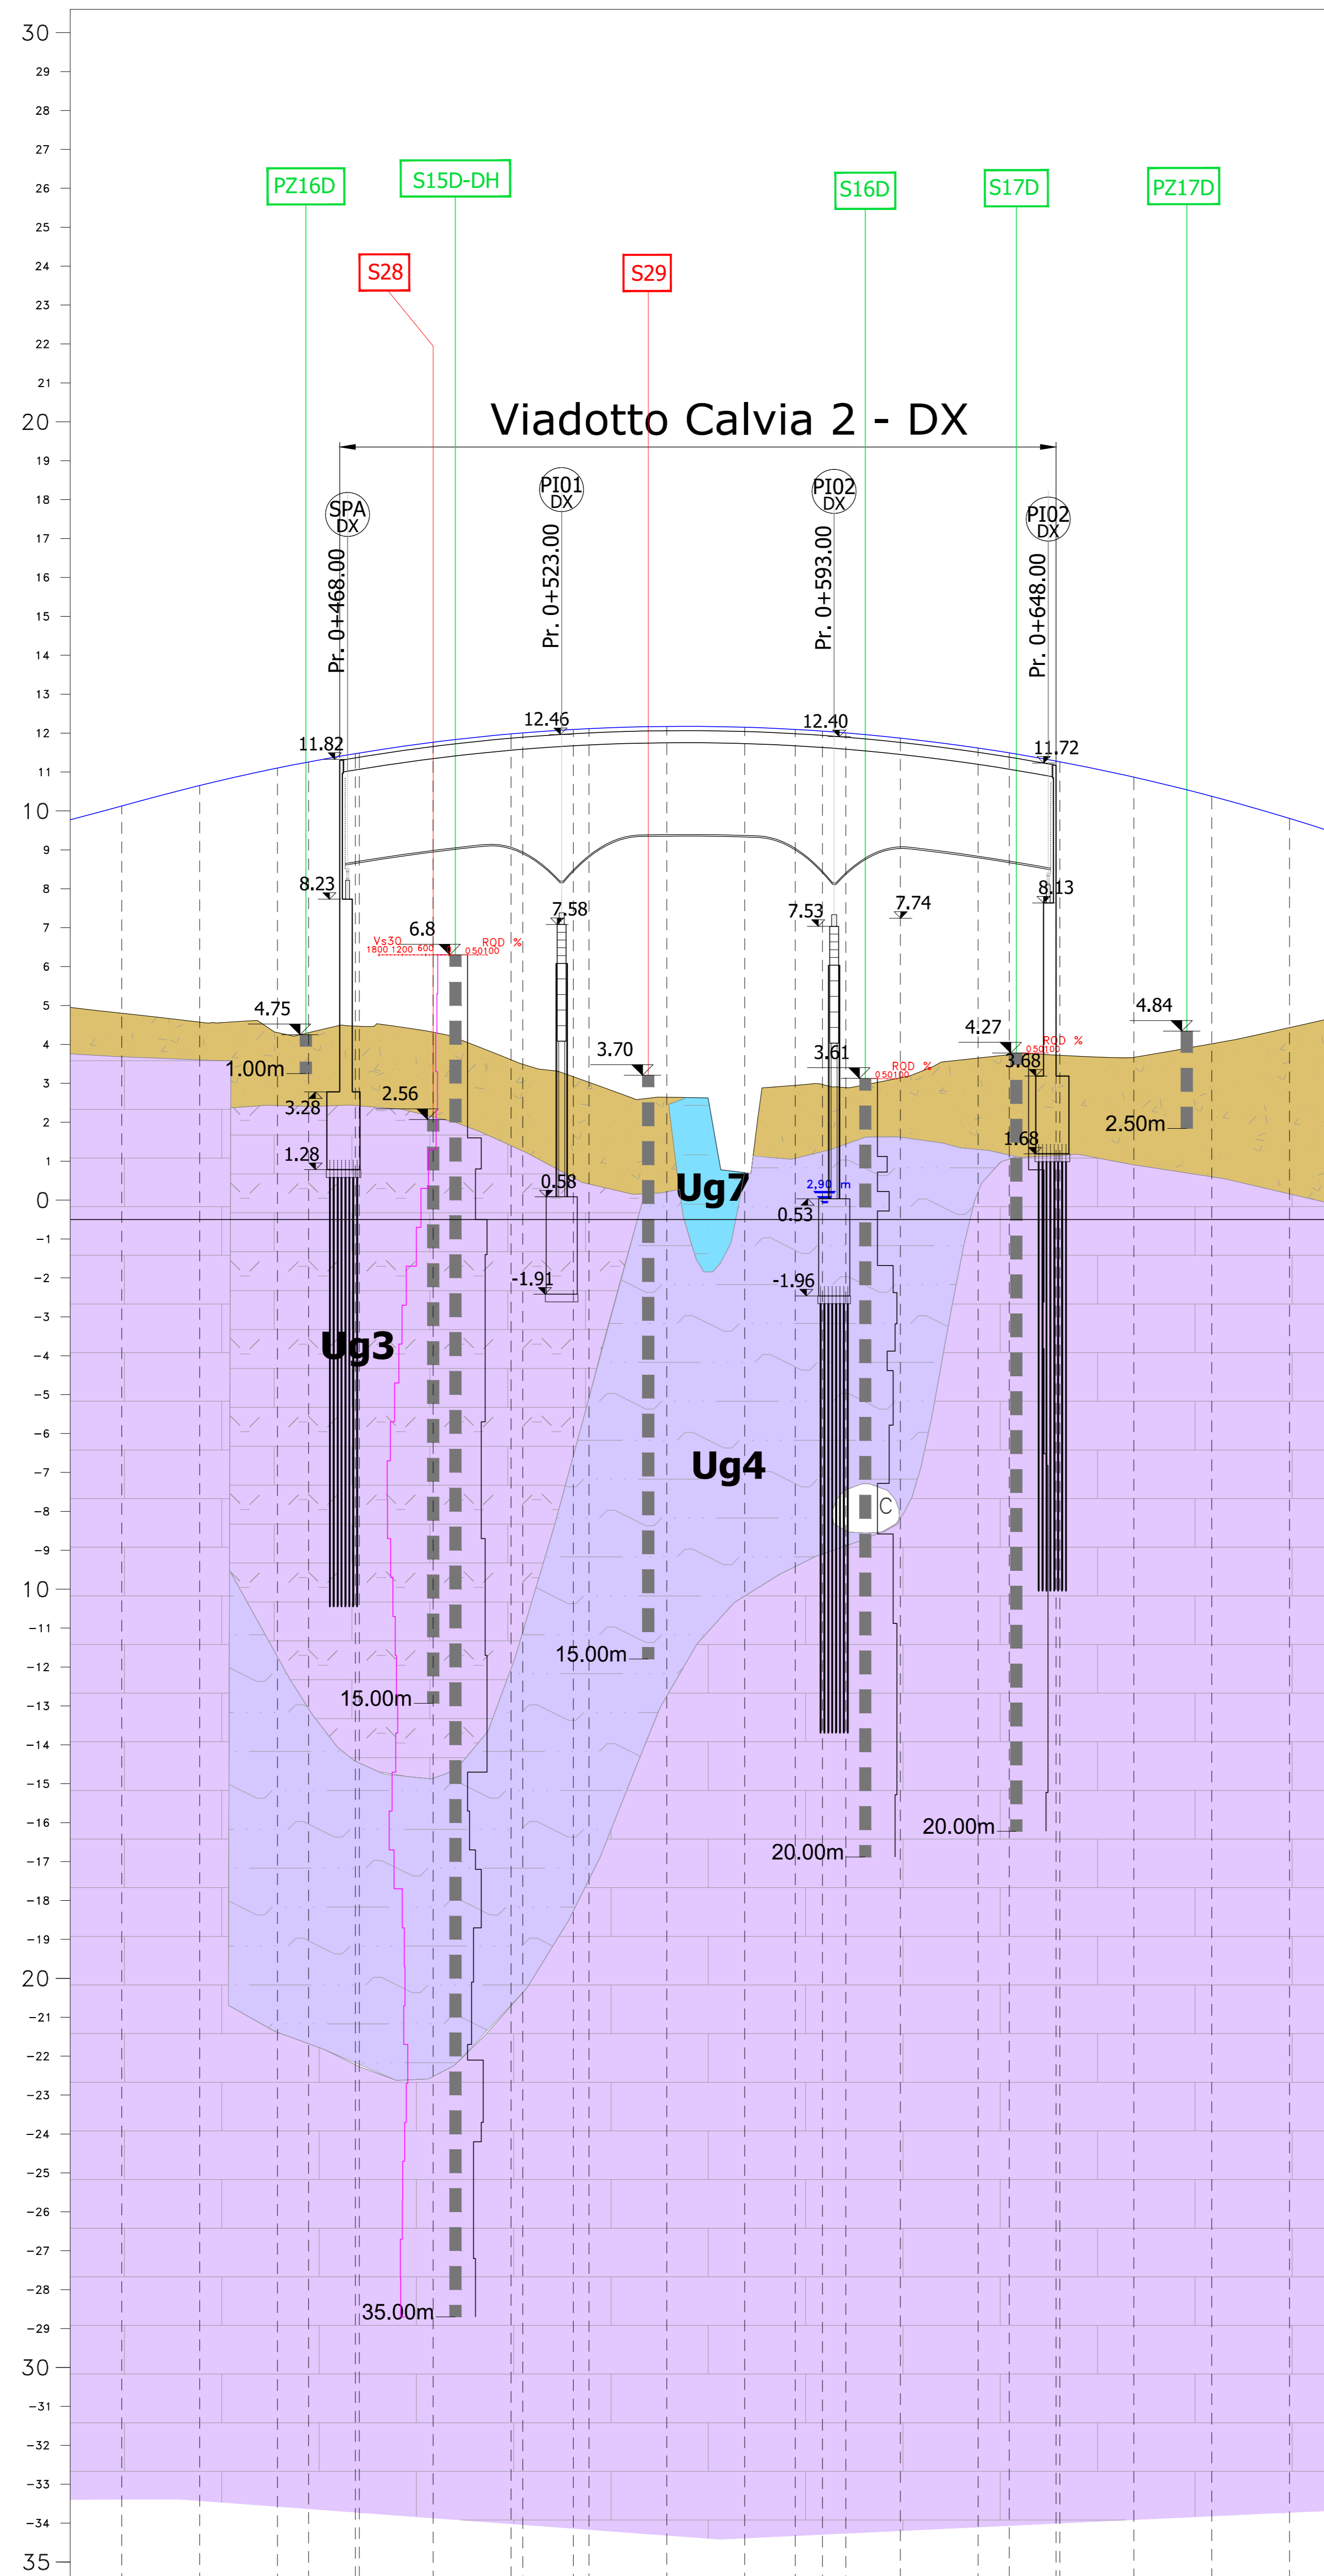 30
29
28
27
26
25
24
23
22
21
20
19
18
17
16
15
14
13
12
11
10
9
8
7
6
5
4
3
2
1
0
-1
-2
-3
-4
-5
-6
-7
-8
-9
10
-11
-12
-13
-14
-15
-16
-17
-18
-19
20
-21
-22
-23
-24
-25
-26
-27
-28
-29
30
-31
-32
-33
-34
35
PZ16D
S15D-DH
S16D
S17D
PZ17D
S28
S29
Viadotto Calvia 2 - DX
SPA
DX
PI01
DX
PI02
DX
PI02
DX
Pr. 0+468.00
Pr. 0+523.00
Pr. 0+593.00
Pr. 0+648.00
11.82
12.46
12.40
11.72
8.23
7.58
7.53
7.74
8.13
6.8
Vs30
1800 1200 600
RQD %
050100
4.75
1.00m
3.28
2.56
1.28
3.70
3.61
RQD %
050100
4.27
RQD %
050100
3.68
4.84
2.50m
1.68
0.58
Ug7
2,90 m
0.53
-1.91
-1.96
Ug3
Ug4
C
15.00m
15.00m
20.00m
20.00m
35.00m